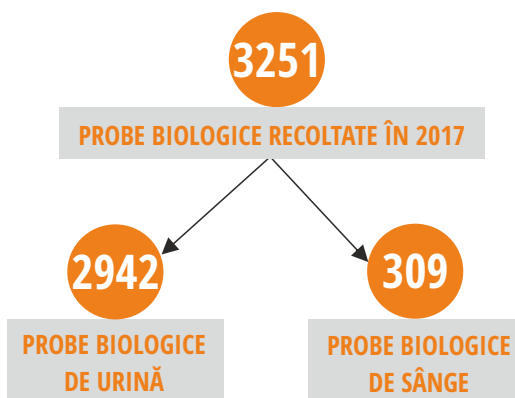 3251
PROBE BIOLOGICE RECOLTATE ÎN 2017
2942
PROBE BIOLOGICE
DE URINĂ
309
PROBE BIOLOGICE
DE SÂNGE